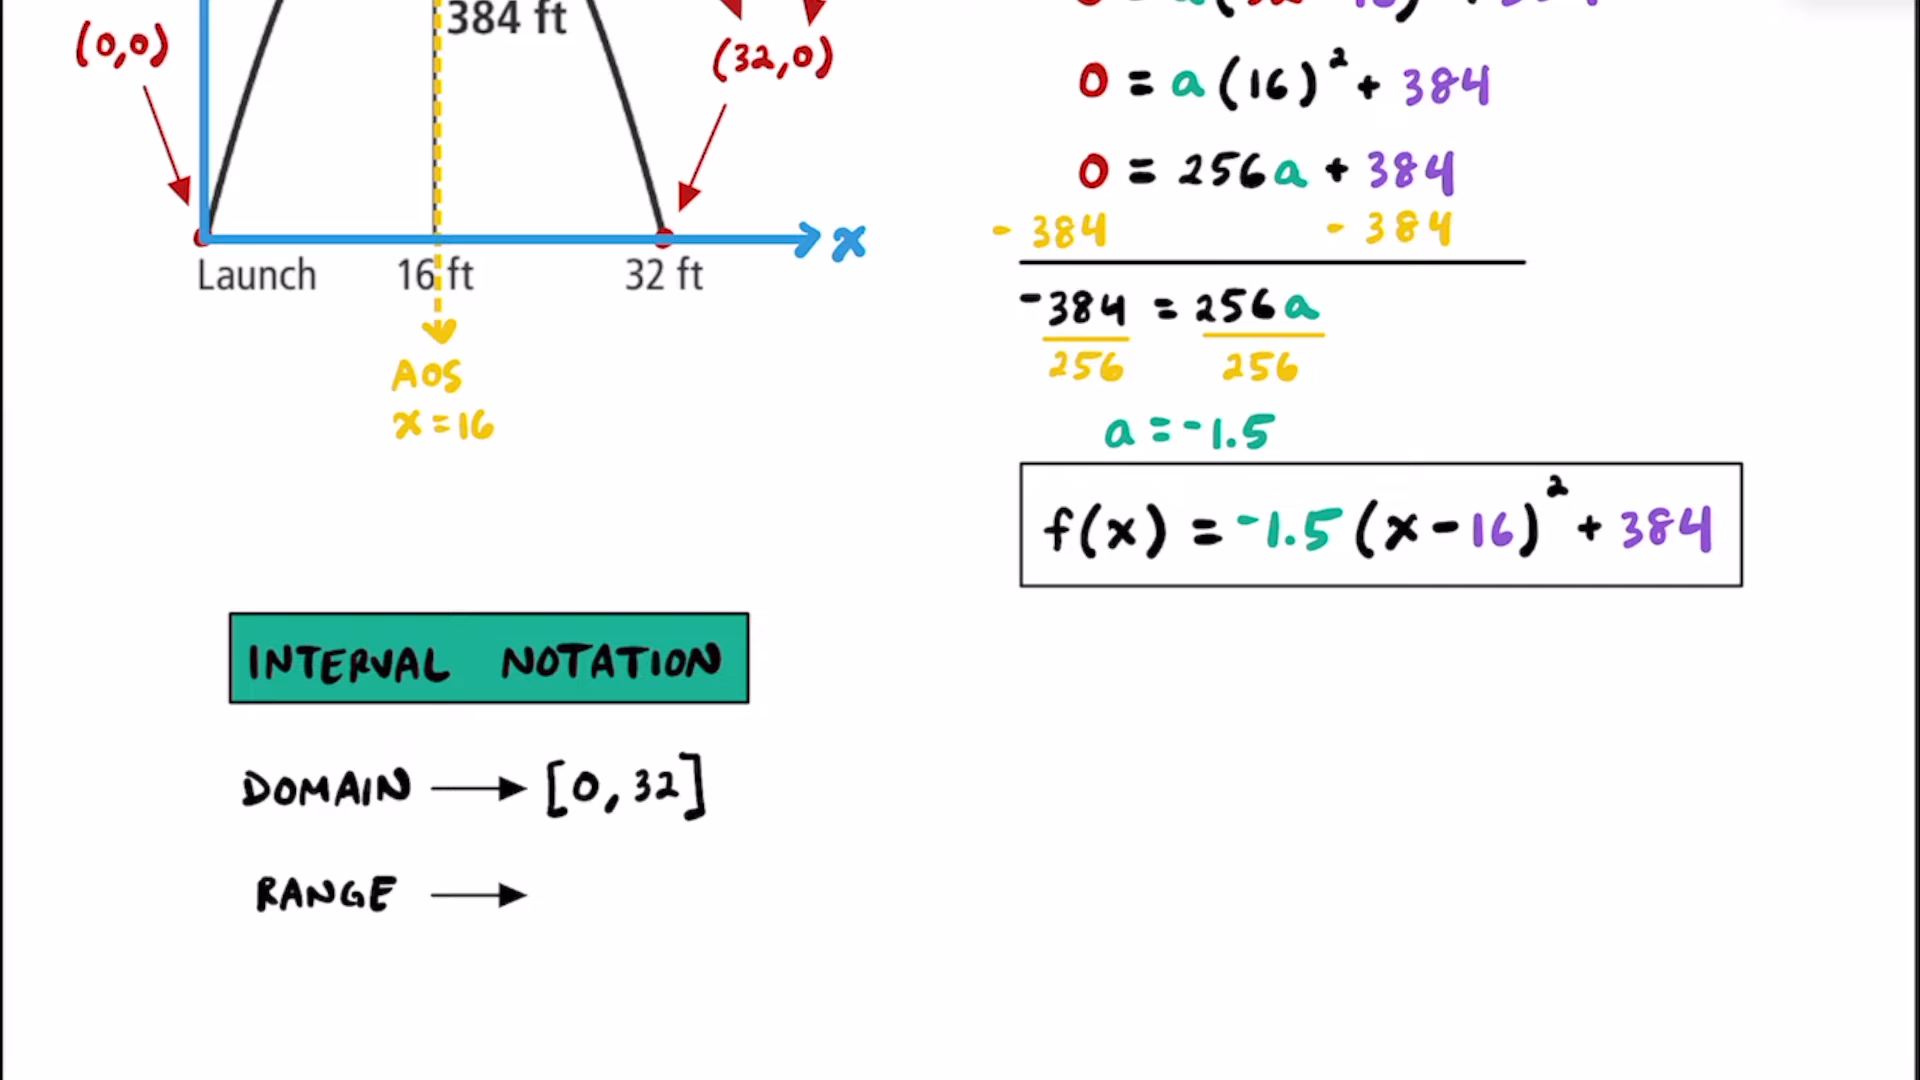 384 ft
(0,0)
(32,0)
x
Launch
16 ft
32 ft
AOS
x = 16
0 = a(16)² + 384
0 = 256a + 384
- 384 - 384
-384 = 256a
256 256
a = -1.5
f(x) = -1.5(x - 16)² + 384
INTERVAL NOTATION
DOMAIN → [0, 32]
RANGE →